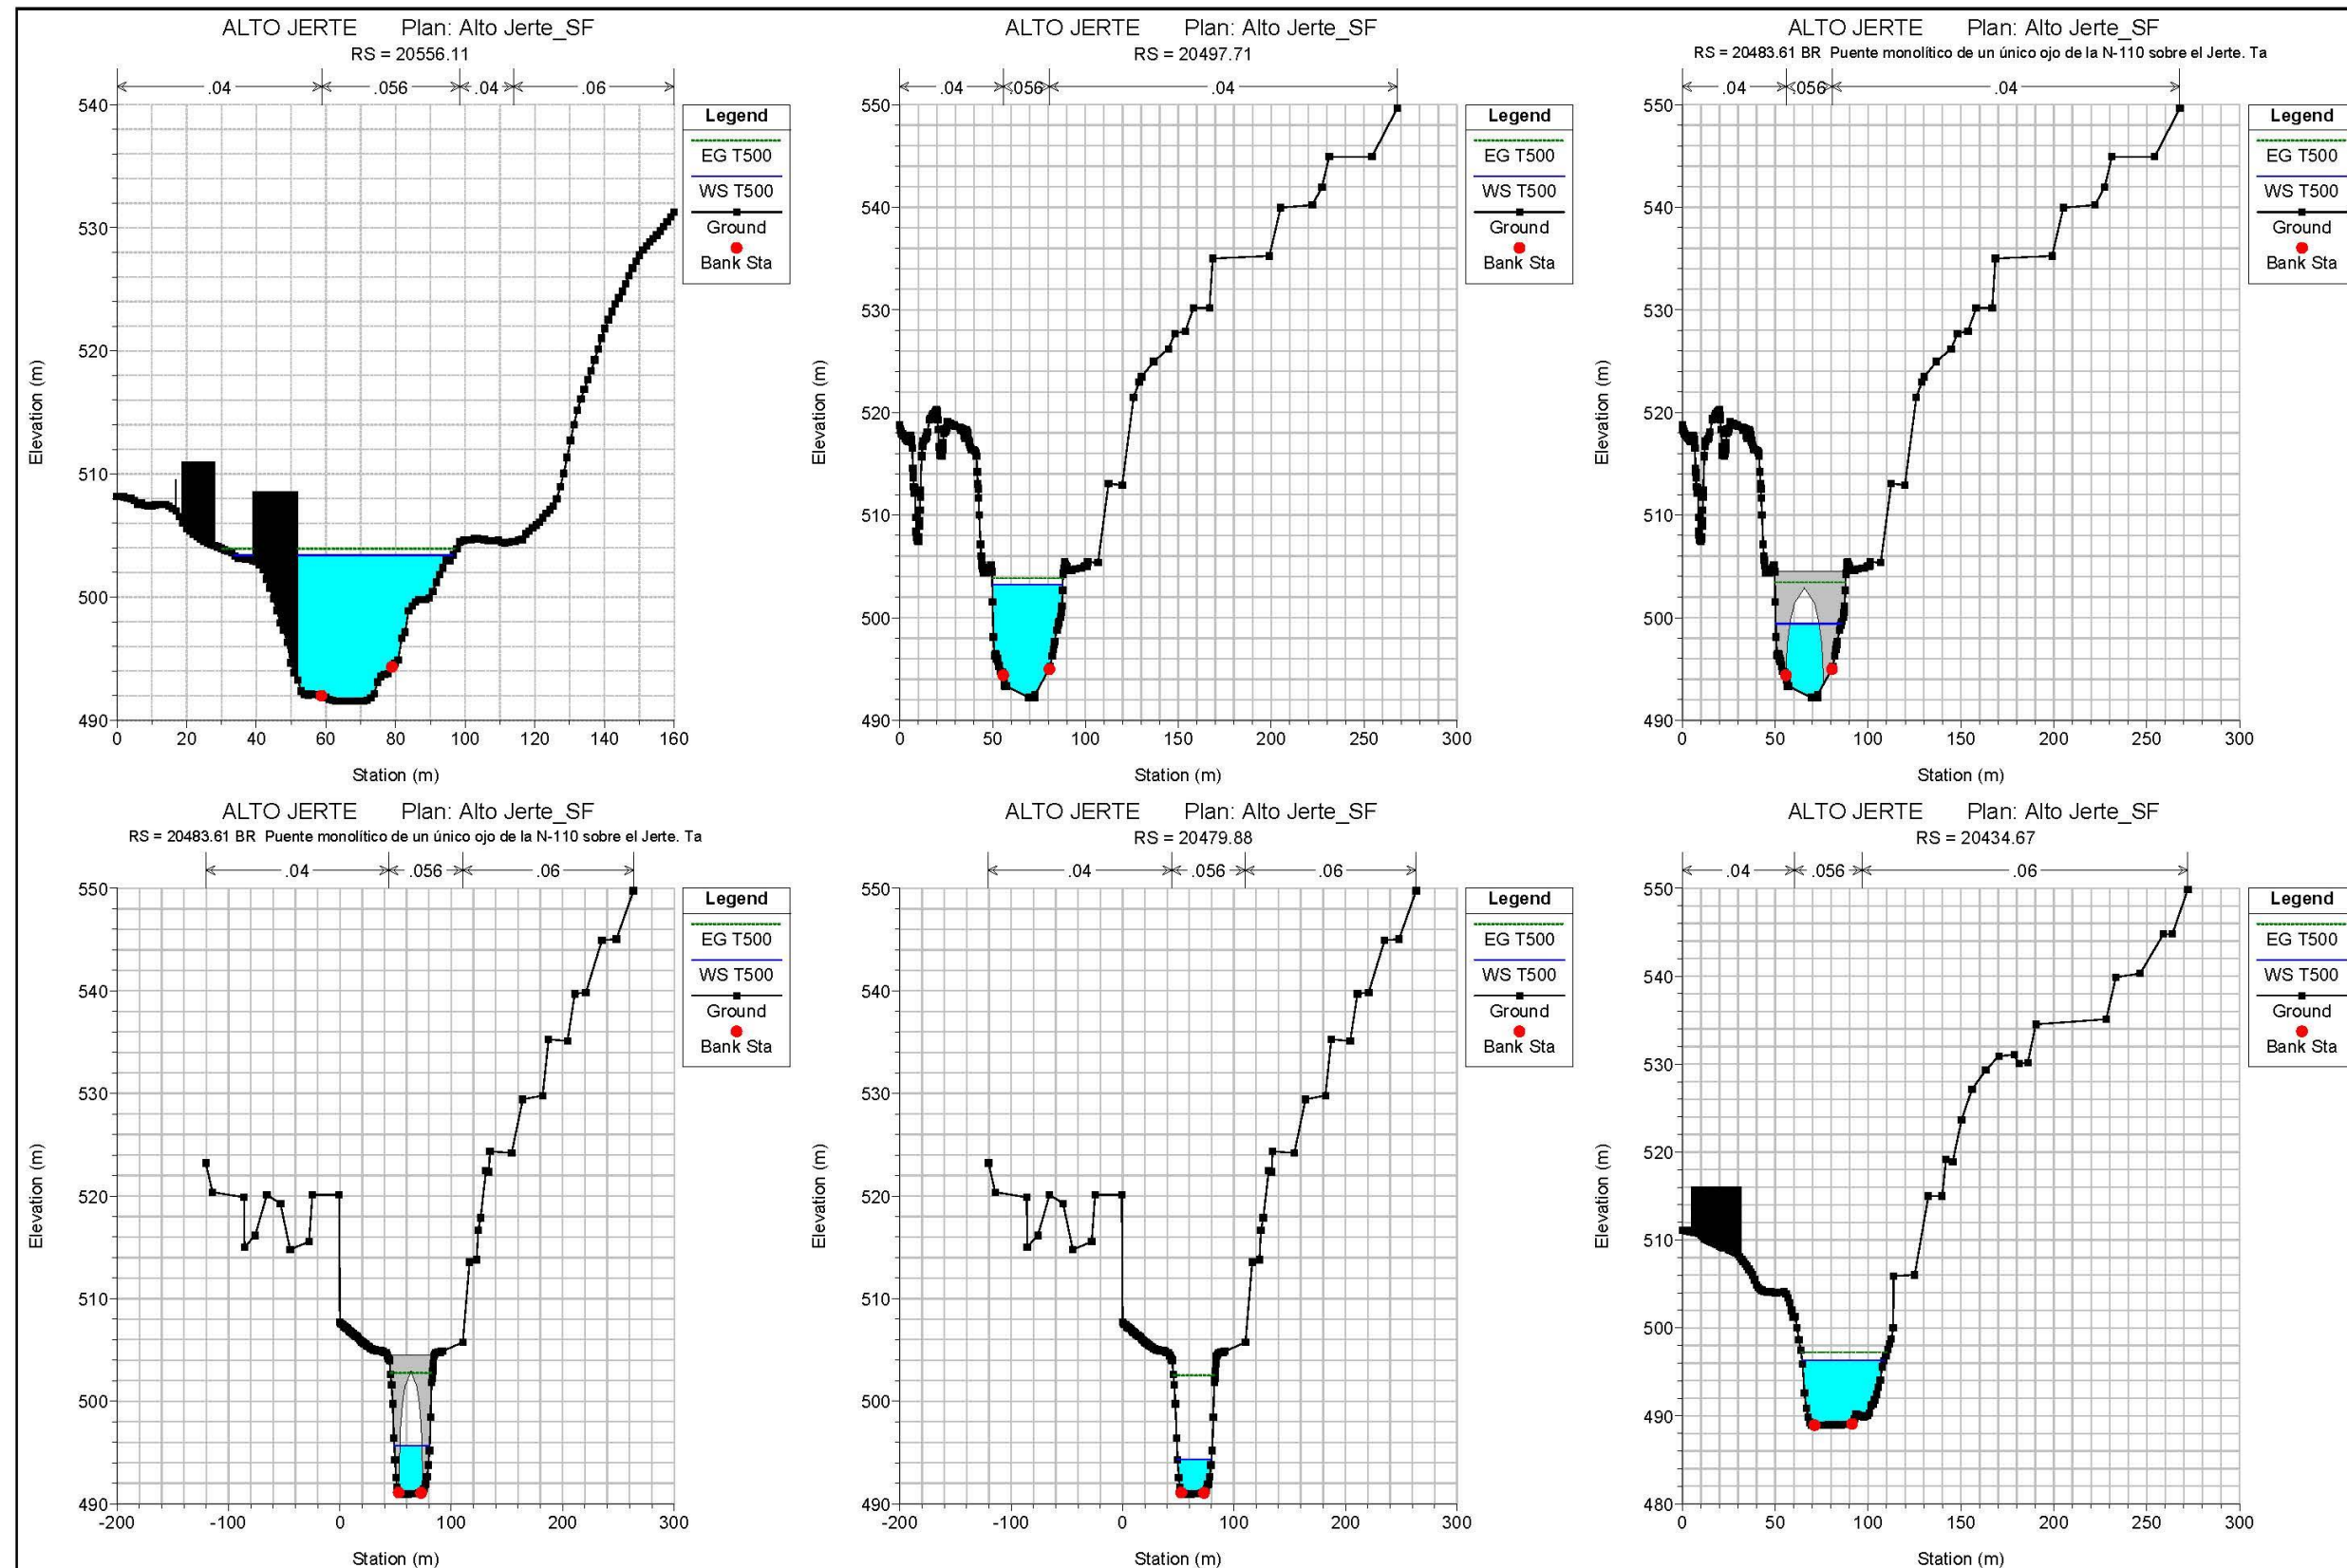 ALTO JERTE Plan: Alto Jerte_SF
RS = 20556.11
.04 .056 .04 .06
Legend
EG T500
WS T500
Ground
Bank Sta
540
530
520
510
500
490
0 20 40 60 80 100 120 140 160
Elevation (m)
Station (m)
ALTO JERTE Plan: Alto Jerte_SF
RS = 20497.71
.04 .056 .04
Legend
EG T500
WS T500
Ground
Bank Sta
550
540
530
520
510
500
490
0 50 100 150 200 250 300
Elevation (m)
Station (m)
ALTO JERTE Plan: Alto Jerte_SF
RS = 20483.61 BR Puente monolítico de un único ojo de la N-110 sobre el Jerte. Ta
.04 .056 .04
Legend
EG T500
WS T500
Ground
Bank Sta
550
540
530
520
510
500
490
0 50 100 150 200 250 300
Elevation (m)
Station (m)
ALTO JERTE Plan: Alto Jerte_SF
RS = 20483.61 BR Puente monolítico de un único ojo de la N-110 sobre el Jerte. Ta
.04 .056 .06
Legend
EG T500
WS T500
Ground
Bank Sta
550
540
530
520
510
500
490
-200 -100 0 100 200 300
Elevation (m)
Station (m)
ALTO JERTE Plan: Alto Jerte_SF
RS = 20479.88
.04 .056 .06
Legend
EG T500
WS T500
Ground
Bank Sta
550
540
530
520
510
500
490
-200 -100 0 100 200 300
Elevation (m)
Station (m)
ALTO JERTE Plan: Alto Jerte_SF
RS = 20434.67
.04 .056 .06
Legend
EG T500
WS T500
Ground
Bank Sta
550
540
530
520
510
500
490
480
0 50 100 150 200 250 300
Elevation (m)
Station (m)